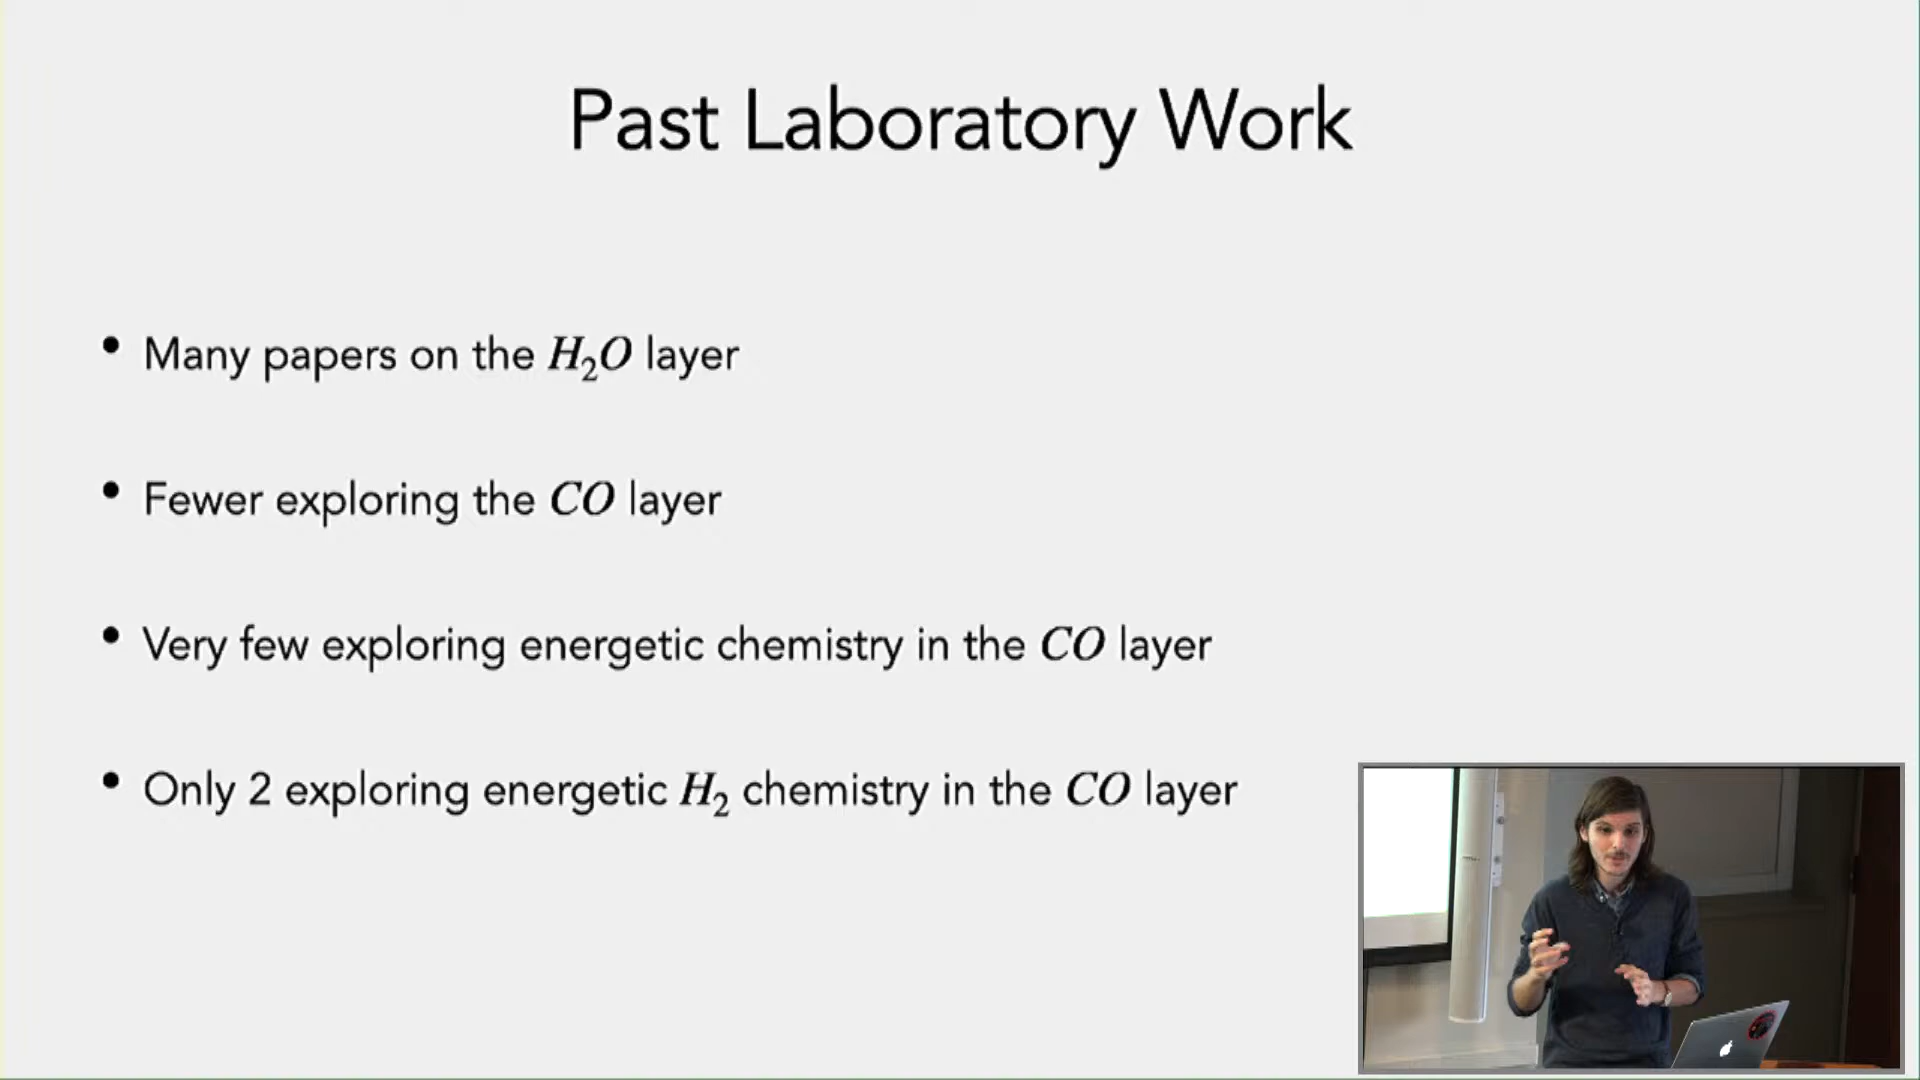 Past Laboratory Work
• Many papers on the H₂O layer
• Fewer exploring the CO layer
• Very few exploring energetic chemistry in the CO layer
• Only 2 exploring energetic H₂ chemistry in the CO layer